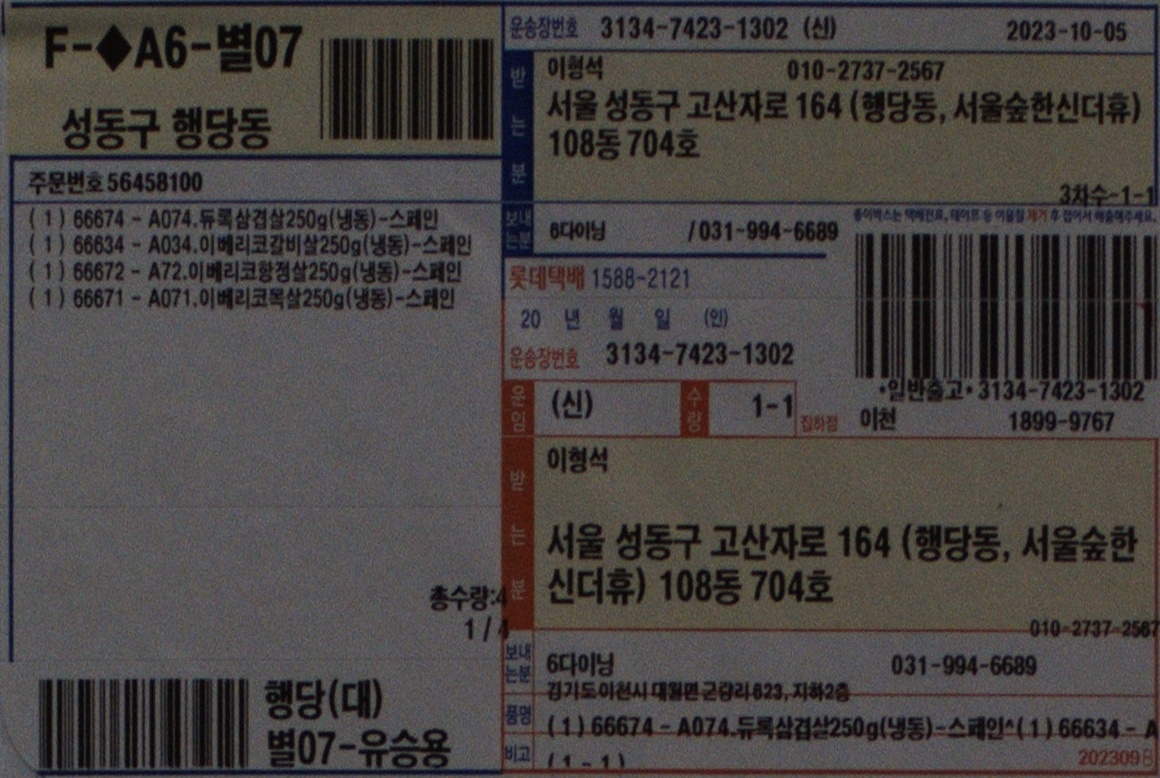 F-◆A6-별07
성동구 행당동
주문번호 56458100
( 1 ) 66674 - A074.듀록삼겹살250g(냉동)-스페인
( 1 ) 66634 - A034.이베리코갈비살250g(냉동)-스페인
( 1 ) 66672 - A72.이베리코항정살250g(냉동)-스페인
( 1 ) 66671 - A071.이베리코목살250g(냉동)-스페인
총수량:4
1 / 4
행당(대)
별07-유승용
운송장번호 3134-7423-1302 (신) 2023-10-05
받는분
이형석 010-2737-2567
서울 성동구 고산자로 164 (행당동, 서울숲한신더휴)
108동 704호
3차수-1-1
보내는분 6다이닝 /031-994-6689
종이박스는 택배전표, 테이프 등 이물질 제거 후 접어서 배출해주세요.
롯데택배 1588-2121
20 년 월 일 (인)
운송장번호 3134-7423-1302
운임 (신) 수량 1-1 집하점
•일반출고• 3134-7423-1302
이천 1899-9767
받는분
이형석
서울 성동구 고산자로 164 (행당동, 서울숲한
신더휴) 108동 704호
010-2737-2567
보내는분 6다이닝 031-994-6689
경기도 이천시 대월면 군량리 623, 지하2층
품명 ( 1 ) 66674 - A074.듀록삼겹살250g(냉동)-스페인^( 1 ) 66634 - A
비고 ( 1 - 1 )
202309